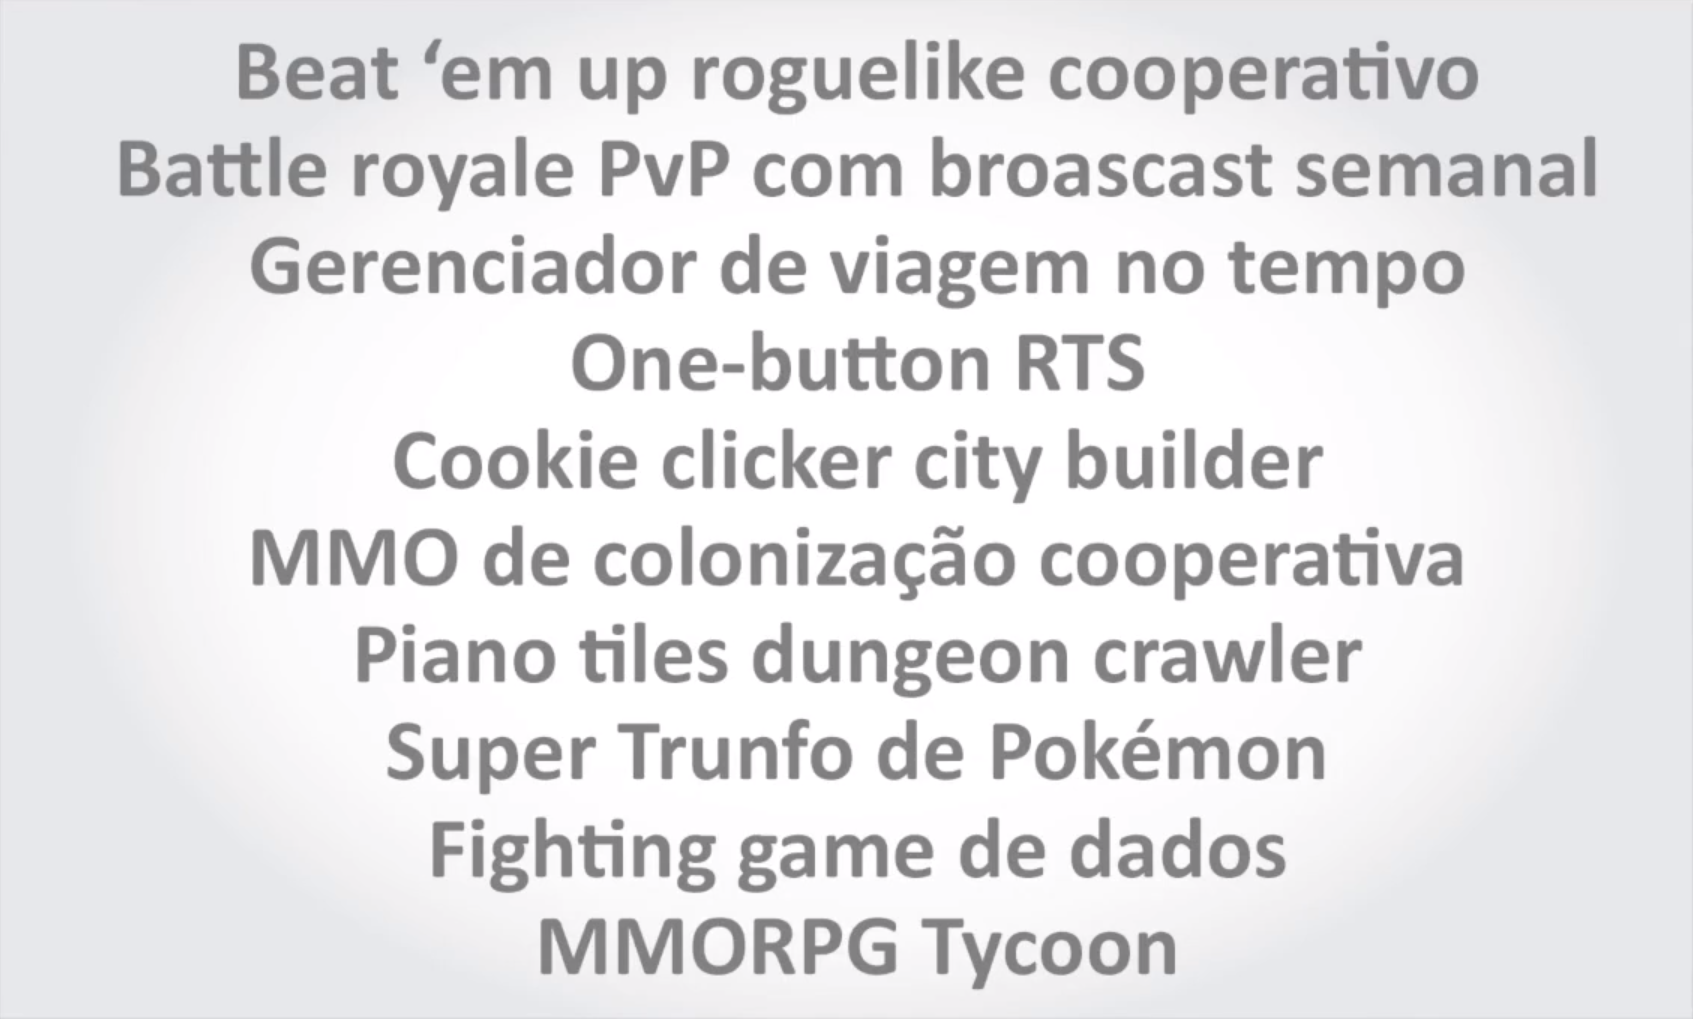 Beat ‘em up roguelike cooperativo
Battle royale PvP com broascast semanal
Gerenciador de viagem no tempo
One-button RTS
Cookie clicker city builder
MMO de colonização cooperativa
Piano tiles dungeon crawler
Super Trunfo de Pokémon
Fighting game de dados
MMORPG Tycoon